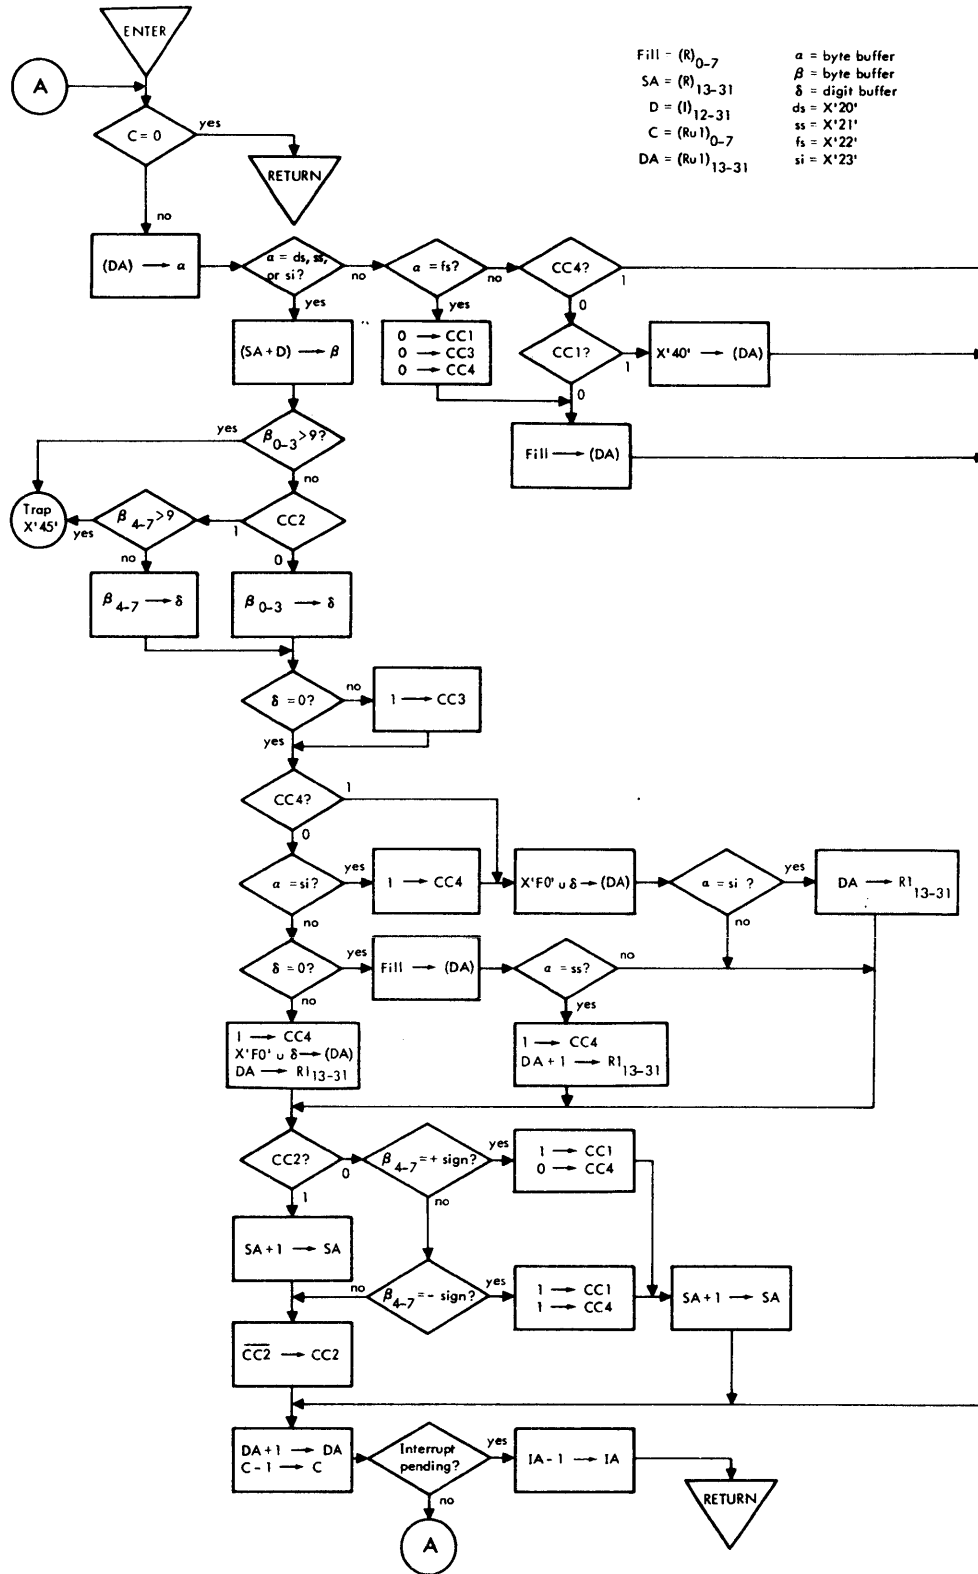 ENTER
A
C = 0
yes
RETURN
no
Fill = (R)0-7
SA = (R)13-31
D = (I)12-31
C = (Ru1)0-7
DA = (Ru1)13-31
α = byte buffer
β = byte buffer
δ = digit buffer
ds = X'20'
ss = X'21'
fs = X'22'
si = X'23'
(DA) → α
α = ds, ss,
or si?
no
yes
α = fs?
no
yes
CC4?
1
0
(SA + D) → β
0 → CC1
0 → CC3
0 → CC4
CC1?
1
0
X'40' → (DA)
Fill → (DA)
yes
β0-3 > 9?
no
Trap
X'45'
yes
β4-7 > 9
no
1
CC2
0
β4-7 → δ
β0-3 → δ
δ = 0?
no
yes
1 → CC3
CC4?
1
0
α = si?
yes
no
1 → CC4
X'F0' ∪ δ → (DA)
α = si ?
yes
no
DA → R1 13-31
δ = 0?
yes
no
Fill → (DA)
α = ss?
no
yes
1 → CC4
X'F0' ∪ δ → (DA)
DA → R1 13-31
1 → CC4
DA + 1 → R1 13-31
CC2?
0
1
β4-7 = + sign?
yes
no
1 → CC1
0 → CC4
SA + 1 → SA
no
β4-7 = - sign?
yes
1 → CC1
1 → CC4
SA + 1 → SA
C̅C̅2̅ → CC2
DA + 1 → DA
C - 1 → C
Interrupt
pending?
yes
no
IA - 1 → IA
RETURN
A